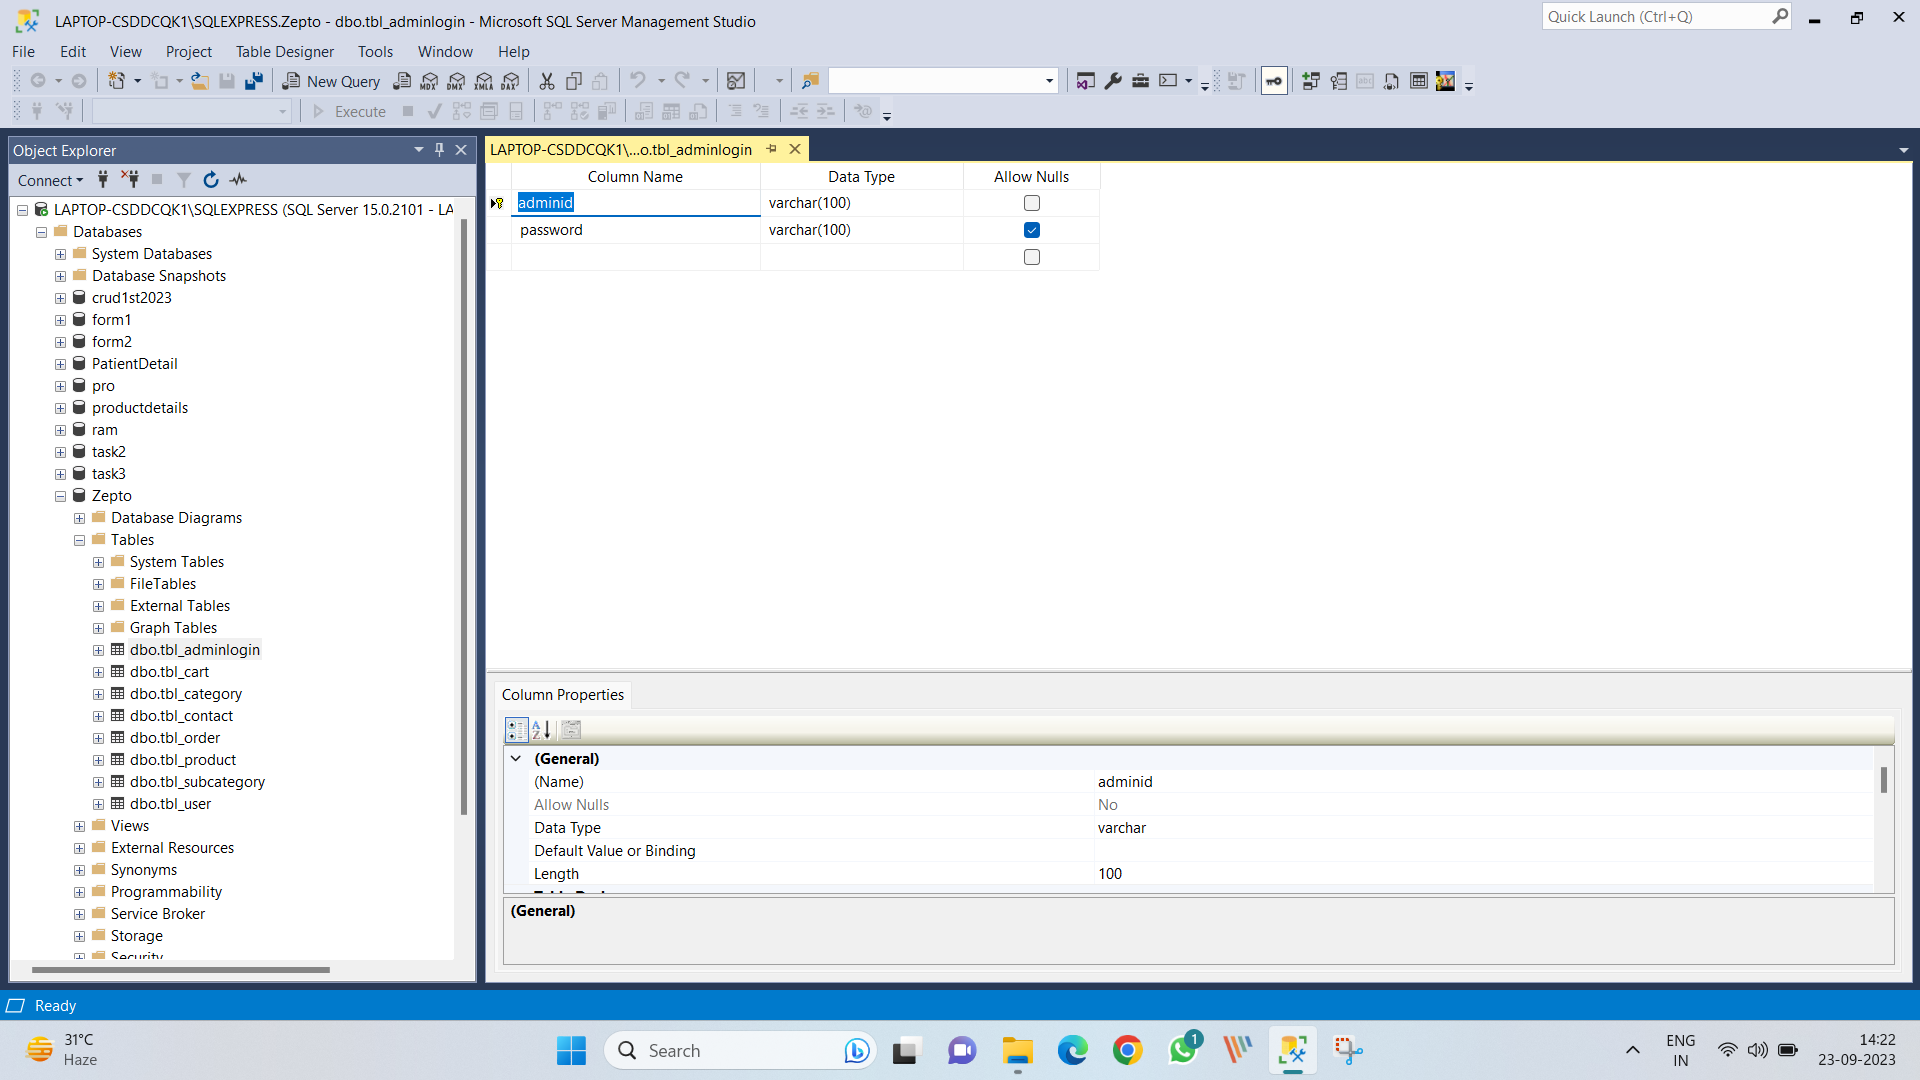 LAPTOP-CSDDCQK1\SQLEXPRESS.Zepto - dbo.tbl_adminlogin - Microsoft SQL Server Management Studio
Quick Launch (Ctrl+Q)
File Edit View Project Table Designer Tools Window Help
New Query MDX DMX XMLA DAX
Execute
Object Explorer
Connect
LAPTOP-CSDDCQK1\SQLEXPRESS (SQL Server 15.0.2101 - LA
Databases
System Databases
Database Snapshots
crud1st2023
form1
form2
PatientDetail
pro
productdetails
ram
task2
task3
Zepto
Database Diagrams
Tables
System Tables
FileTables
External Tables
Graph Tables
dbo.tbl_adminlogin
dbo.tbl_cart
dbo.tbl_category
dbo.tbl_contact
dbo.tbl_order
dbo.tbl_product
dbo.tbl_subcategory
dbo.tbl_user
Views
External Resources
Synonyms
Programmability
Service Broker
Storage
Security
LAPTOP-CSDDCQK1\...o.tbl_adminlogin
Column Name Data Type Allow Nulls
adminid varchar(100)
password varchar(100)
Column Properties
(General)
(Name) adminid
Allow Nulls No
Data Type varchar
Default Value or Binding
Length 100
(General)
Ready
31°C
Haze
Search
1
ENG
IN
14:22
23-09-2023